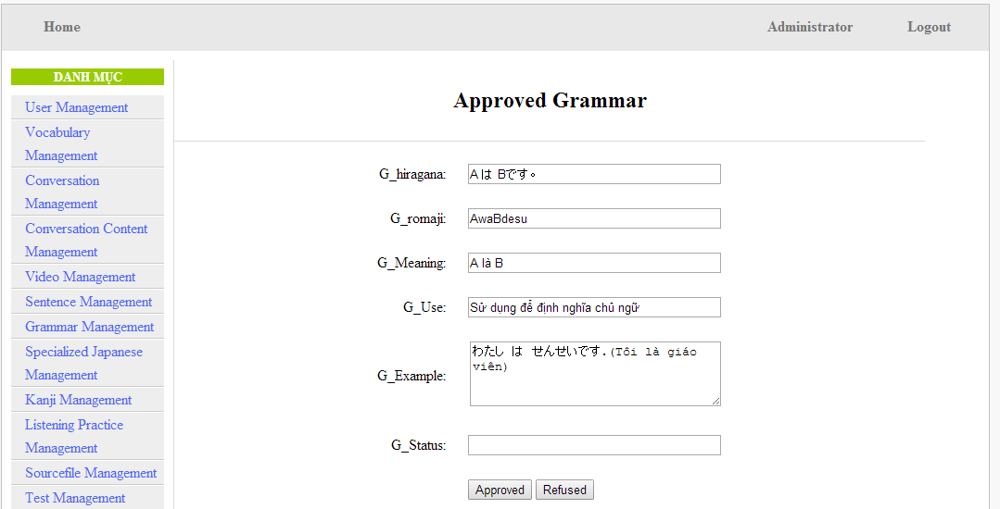 Home Administrator Logout
DANH MỤC
User Management
Vocabulary
Management
Conversation
Management
Conversation Content
Management
Video Management
Sentence Management
Grammar Management
Specialized Japanese
Management
Kanji Management
Listening Practice
Management
Sourcefile Management
Test Management
Approved Grammar
G_hiragana: A は Bです。
G_romaji: AwaBdesu
G_Meaning: A là B
G_Use: Sử dụng để định nghĩa chủ ngữ
G_Example: わたし は せんせいです.(Tôi là giáo
viên)
G_Status:
Approved Refused